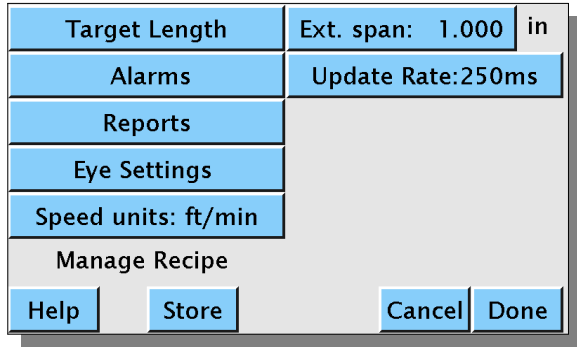 Target Length Ext. span: 1.000 in
Alarms Update Rate:250ms
Reports
Eye Settings
Speed units: ft/min
Manage Recipe
Help Store Cancel Done